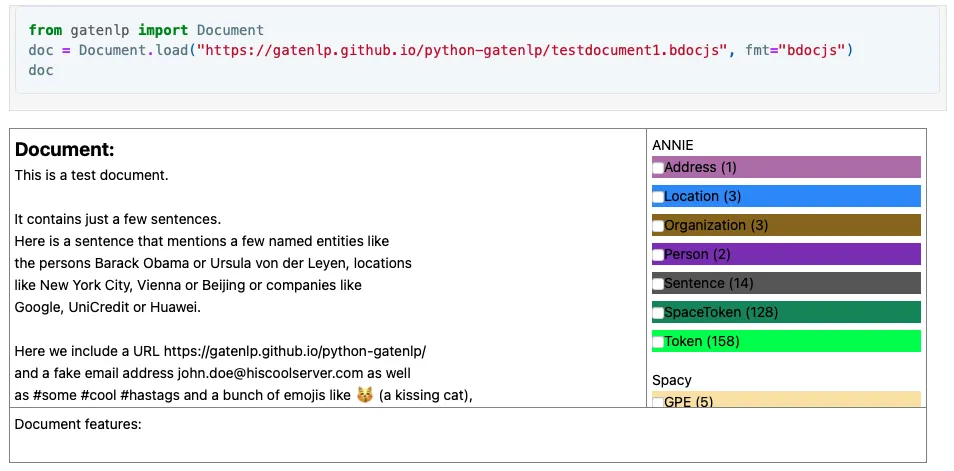 from gatenlp import Document
doc = Document.load("https://gatenlp.github.io/python-gatenlp/testdocument1.bdocjs", fmt="bdocjs")
doc
Document:
This is a test document.
It contains just a few sentences.
Here is a sentence that mentions a few named entities like
the persons Barack Obama or Ursula von der Leyen, locations
like New York City, Vienna or Beijing or companies like
Google, UniCredit or Huawei.
Here we include a URL https://gatenlp.github.io/python-gatenlp/
and a fake email address john.doe@hiscoolserver.com as well
as #some #cool #hastags and a bunch of emojis like 😽 (a kissing cat),
ANNIE
Address (1)
Location (3)
Organization (3)
Person (2)
Sentence (14)
SpaceToken (128)
Token (158)
Spacy
GPE (5)
Document features: